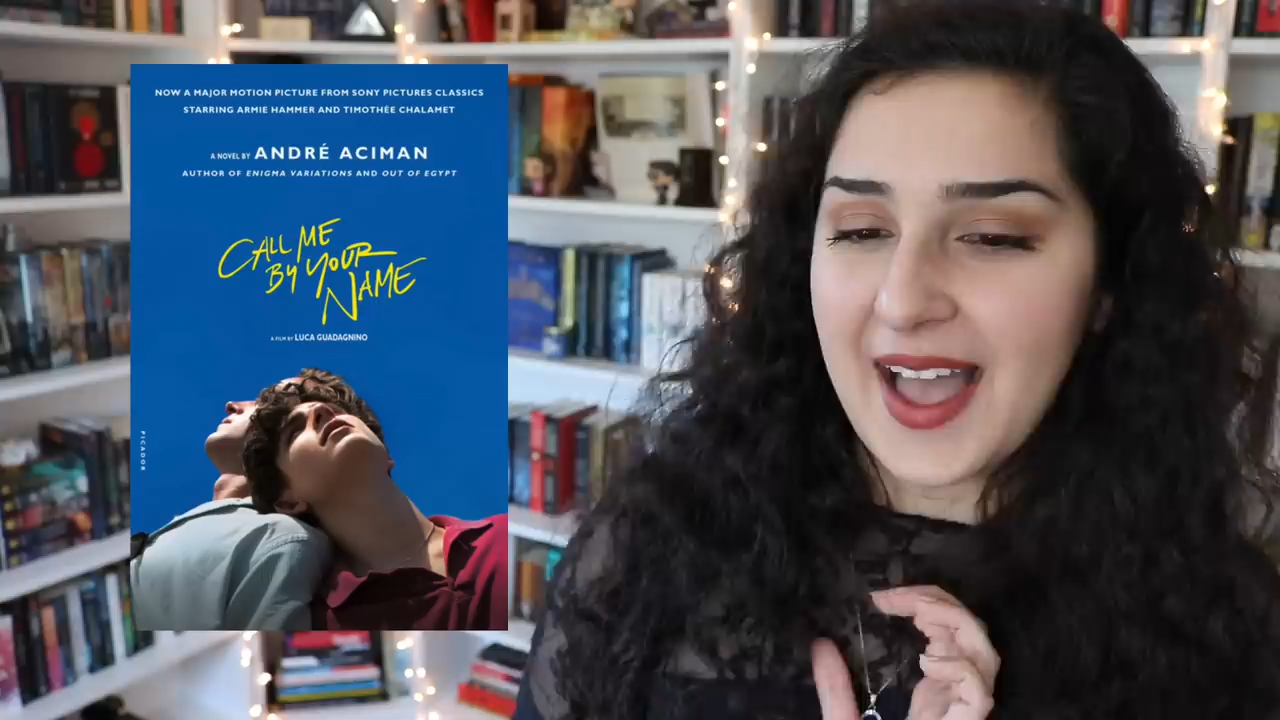 NOW A MAJOR MOTION PICTURE FROM SONY PICTURES CLASSICS
STARRING ARMIE HAMMER AND TIMOTHÉE CHALAMET
A NOVEL BY ANDRÉ ACIMAN
AUTHOR OF ENIGMA VARIATIONS AND OUT OF EGYPT
CALL ME
BY YOUR
NAME
A FILM BY LUCA GUADAGNINO
PICADOR